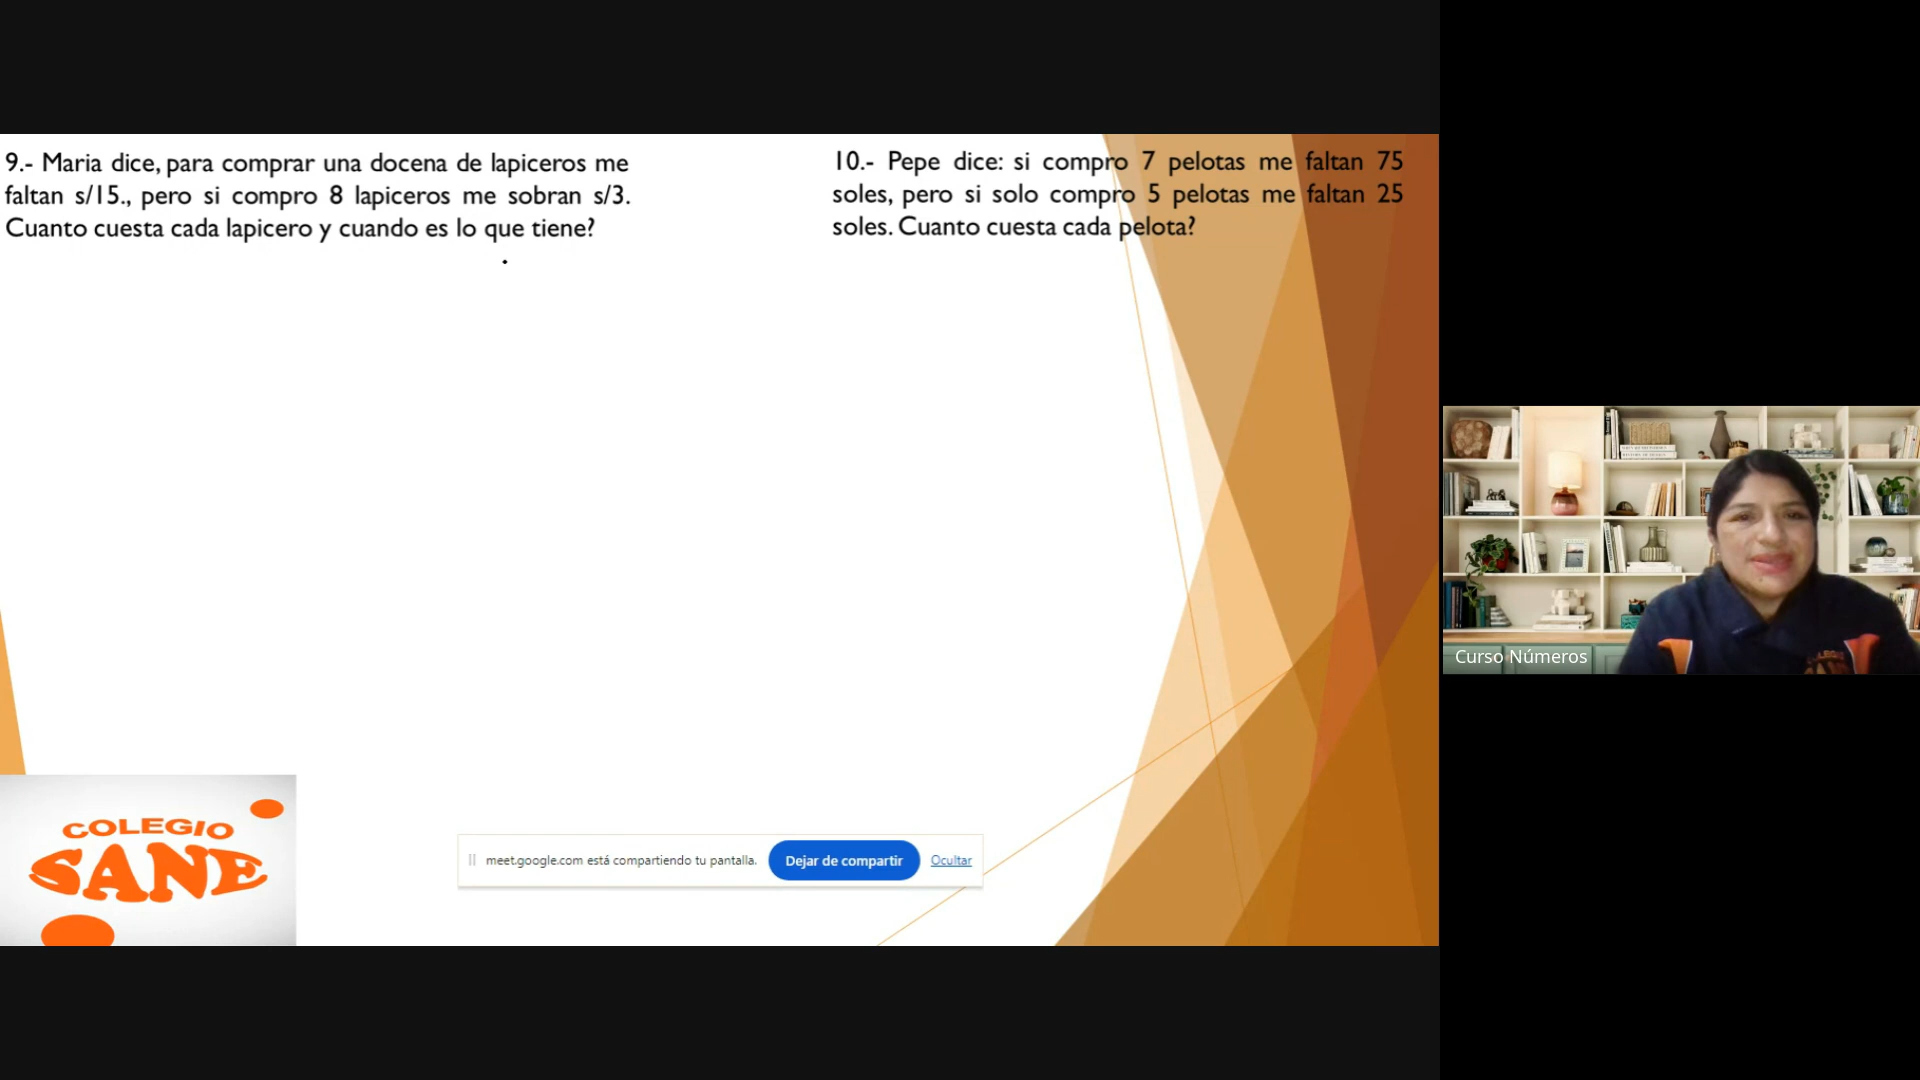 9.- Maria dice, para comprar una docena de lapiceros me
faltan s/15., pero si compro 8 lapiceros me sobran s/3.
Cuanto cuesta cada lapicero y cuando es lo que tiene?
10.- Pepe dice: si compro 7 pelotas me faltan 75
soles, pero si solo compro 5 pelotas me faltan 25
soles. Cuanto cuesta cada pelota?
COLEGIO
SANE
meet.google.com está compartiendo tu pantalla.
Dejar de compartir
Ocultar
Curso Números